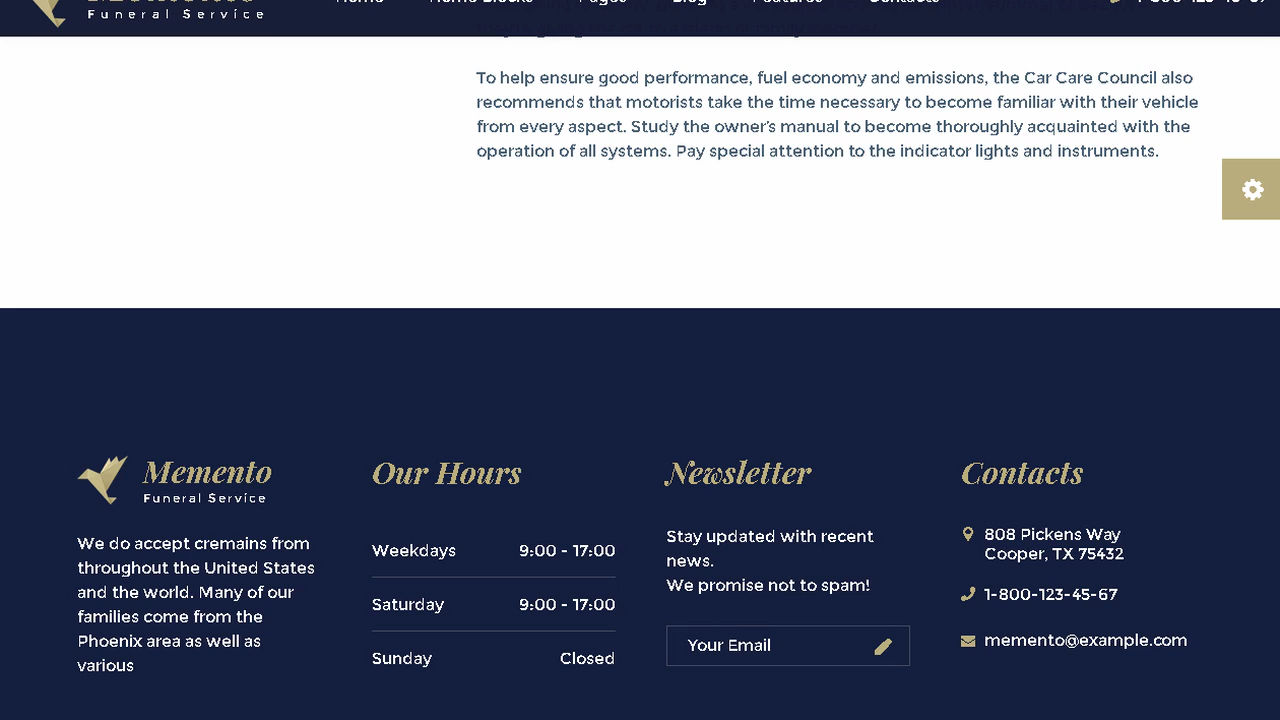 Funeral Service
To help ensure good performance, fuel economy and emissions, the Car Care Council also
recommends that motorists take the time necessary to become familiar with their vehicle
from every aspect. Study the owner's manual to become thoroughly acquainted with the
operation of all systems. Pay special attention to the indicator lights and instruments.
Memento
Funeral Service
We do accept cremains from
throughout the United States
and the world. Many of our
families come from the
Phoenix area as well as
various
Our Hours
Weekdays 9:00 - 17:00
Saturday 9:00 - 17:00
Sunday Closed
Newsletter
Stay updated with recent
news.
We promise not to spam!
Your Email
Contacts
808 Pickens Way
Cooper, TX 75432
1-800-123-45-67
memento@example.com